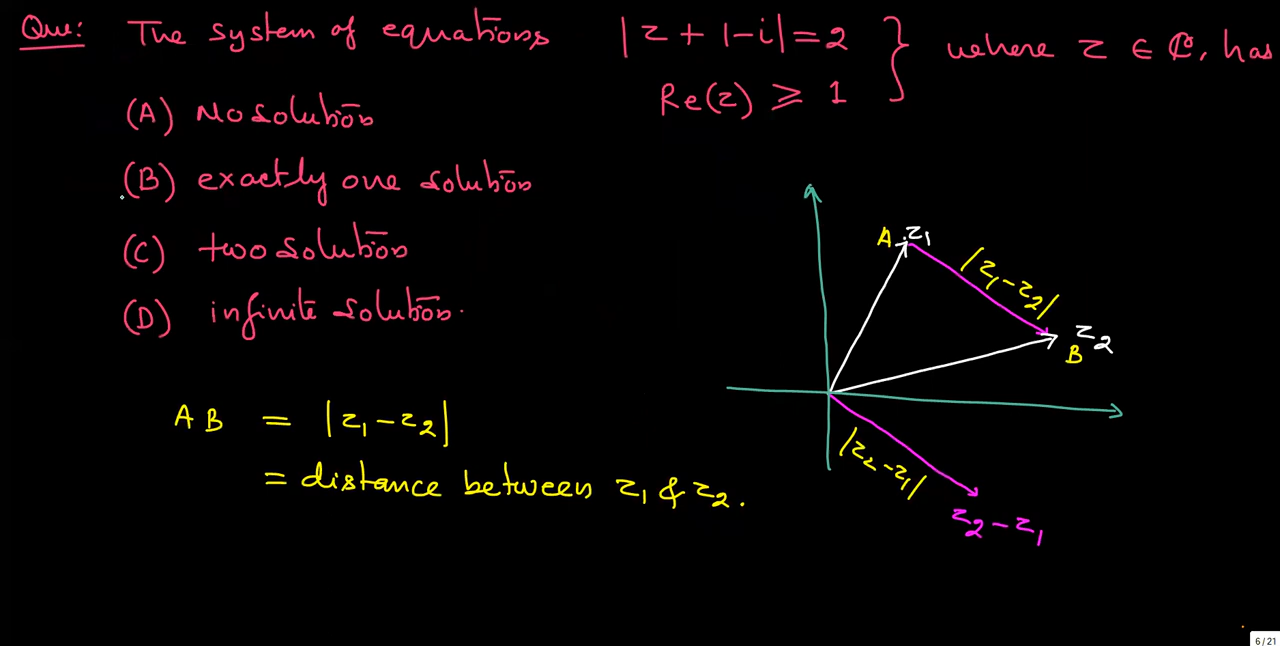 Que: The system of equations |z + 1 - i| = 2 } where z ∈ ℂ, has
Re(z) ≥ 1
(A) No solution
(B) exactly one solution
(C) two solution
(D) infinite solution.
A z1
|z1 - z2|
z2
B
AB = |z1 - z2|
= distance between z1 & z2.
|z2 - z1|
z2 - z1
6/21